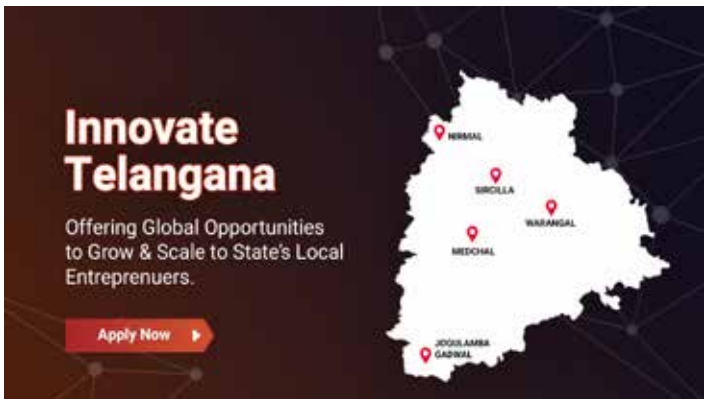 Innovate
Telangana
Offering Global Opportunities
to Grow & Scale to State's Local
Entreprenuers.
Apply Now
NIRMAL
SIRCILLA
WARANGAL
MEDCHAL
JOGULAMBA
GADWAL